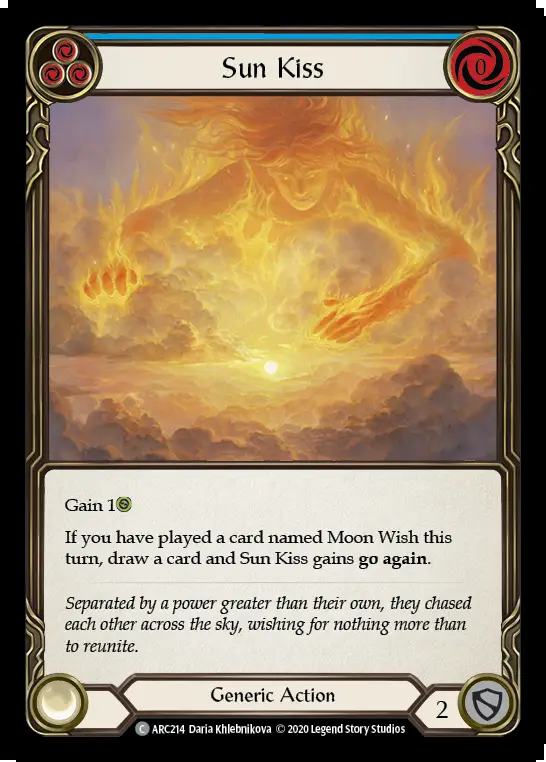 Sun Kiss
0
Gain 1
If you have played a card named Moon Wish this
turn, draw a card and Sun Kiss gains go again.
Separated by a power greater than their own, they chased
each other across the sky, wishing for nothing more than
to reunite.
Generic Action
2
C ARC214 Daria Khlebnikova © 2020 Legend Story Studios